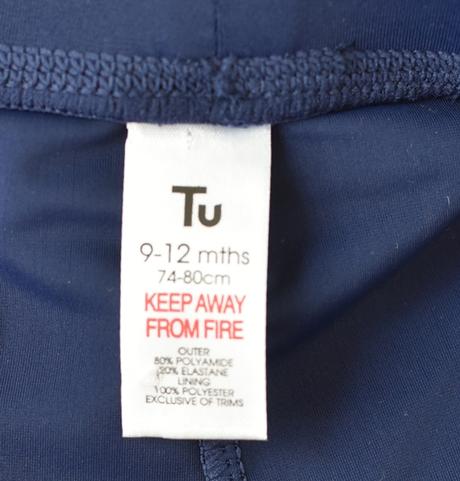 Tu
9-12 mths
74-80cm
KEEP AWAY
FROM FIRE
OUTER
80% POLYAMIDE
20% ELASTANE
LINING
100% POLYESTER
EXCLUSIVE OF TRIMS